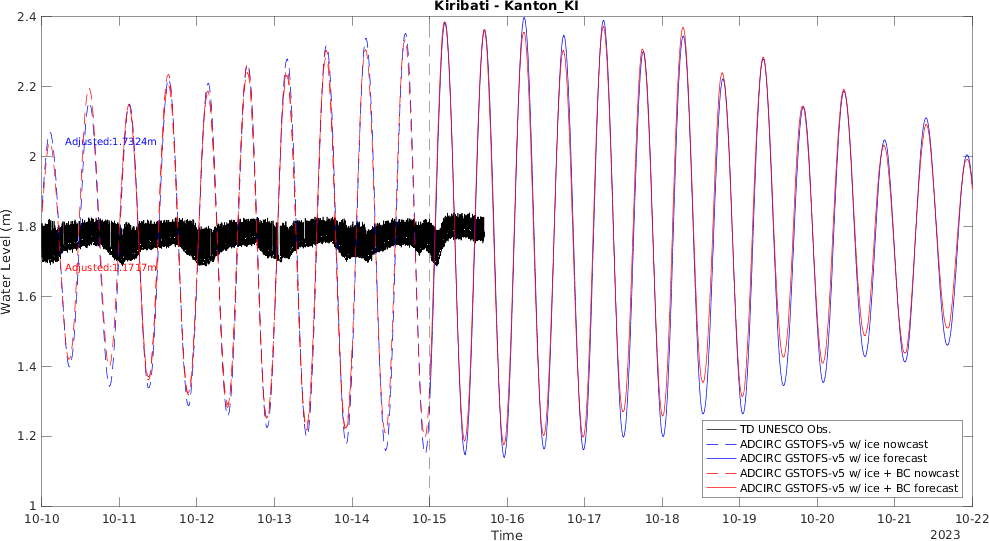 Kiribati - Kanton_KI
2.4
2.2
2
1.8
1.6
1.4
1.2
1
Water Level (m)
Adjusted:1.7324m
Adjusted:1.1717m
TD UNESCO Obs.
ADCIRC GSTOFS-v5 w/ ice nowcast
ADCIRC GSTOFS-v5 w/ ice forecast
ADCIRC GSTOFS-v5 w/ ice + BC nowcast
ADCIRC GSTOFS-v5 w/ ice + BC forecast
10-10 10-11 10-12 10-13 10-14 10-15 10-16 10-17 10-18 10-19 10-20 10-21 10-22
Time
2023